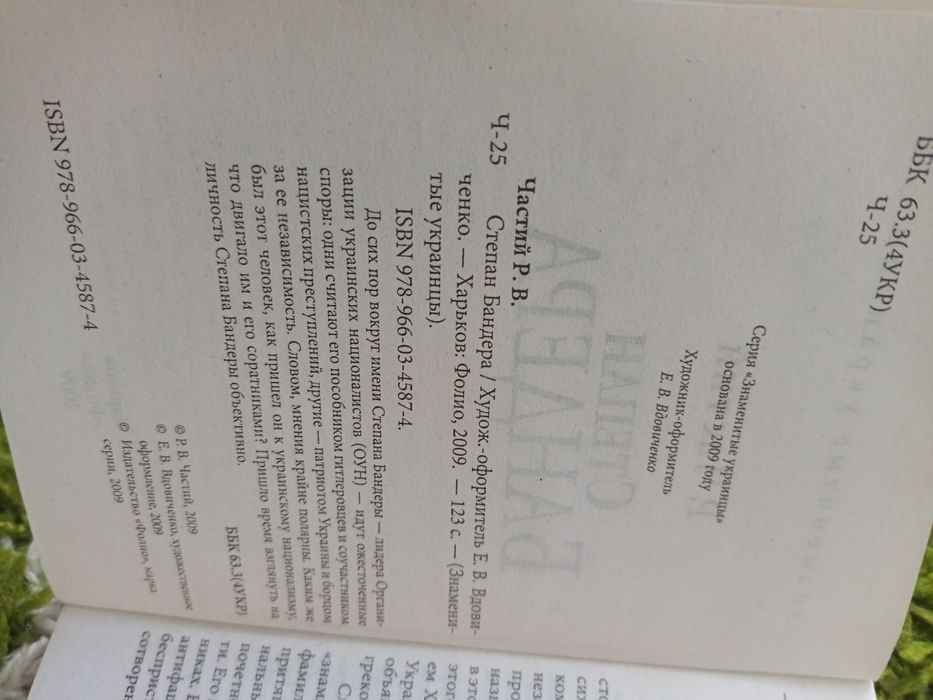 ББК 63.3(4УКР)
Ч-25
Серия «Знаменитые украинцы»
основана в 2009 году
Художник-оформитель
Е. В. Вдовиченко
Частий Р. В.
Ч-25 Степан Бандера / Худож.-оформитель Е. В. Вдови-
ченко. — Харьков: Фолио, 2009. — 123 с. — (Знамени-
тые украинцы).
ISBN 978-966-03-4587-4.
До сих пор вокруг имени Степана Бандеры — лидера Органи-
зации украинских националистов (ОУН) — идут ожесточенные
споры: одни считают его пособником гитлеровцев и соучастником
нацистских преступлений, другие — патриотом Украины и борцом
за ее независимость. Словом, мнения крайне полярны. Каким же
был этот человек, как пришел он к украинскому национализму,
что двигало им и его соратниками? Пришло время взглянуть на
личность Степана Бандеры объективно.
ББК 63.3(4УКР)
© Р. В. Частий, 2009
© Е. В. Вдовиченко, художественное
оформление, 2009
© Издательство «Фолио», марка
серии, 2009
ISBN 978-966-03-4587-4